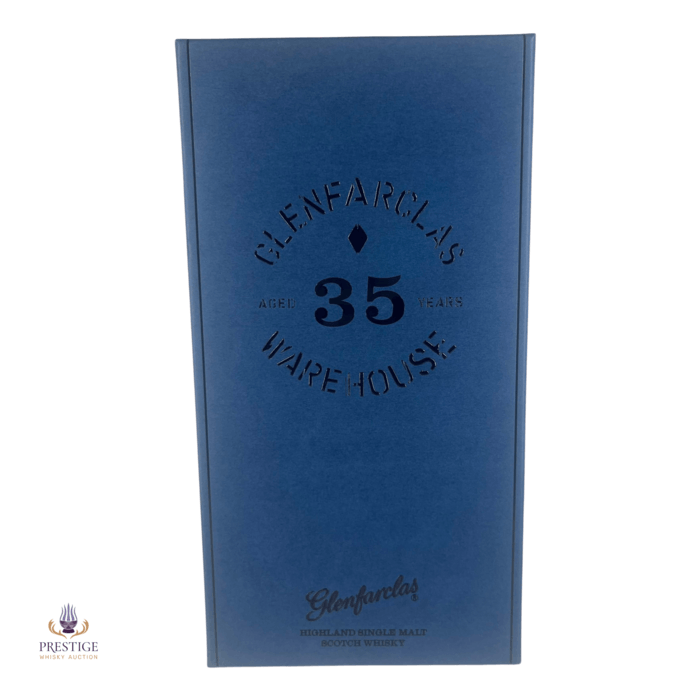 GLENFARCLAS
AGED 35 YEARS
WAREHOUSE
Glenfarclas®
HIGHLAND SINGLE MALT
SCOTCH WHISKY
PRESTIGE
WHISKY AUCTION